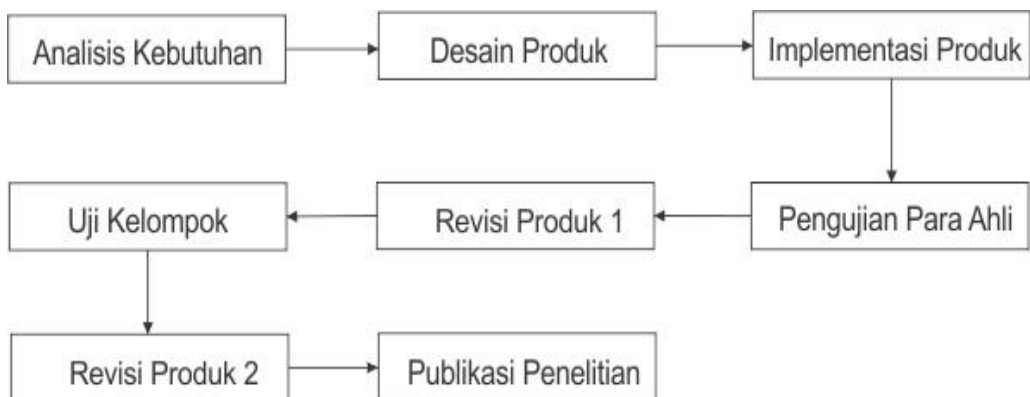 Analisis Kebutuhan
Desain Produk
Implementasi Produk
Pengujian Para Ahli
Revisi Produk 1
Uji Kelompok
Revisi Produk 2
Publikasi Penelitian